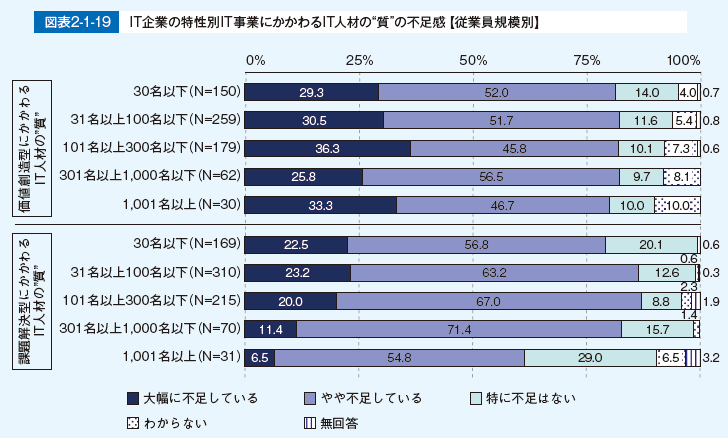 図表2-1-19 IT企業の特性別IT事業にかかわるIT人材の“質”の不足感【従業員規模別】
0% 25% 50% 75% 100%
価値創造型にかかわる
IT人材の“質”
30名以下(N=150) 29.3 52.0 14.0 4.0 0.7
31名以上100名以下(N=259) 30.5 51.7 11.6 5.4 0.8
101名以上300名以下(N=179) 36.3 45.8 10.1 7.3 0.6
301名以上1,000名以下(N=62) 25.8 56.5 9.7 8.1
1,001名以上(N=30) 33.3 46.7 10.0 10.0
課題解決型にかかわる
IT人材の“質”
30名以下(N=169) 22.5 56.8 20.1 0.6
0.6
31名以上100名以下(N=310) 23.2 63.2 12.6 0.3
2.3
101名以上300名以下(N=215) 20.0 67.0 8.8 1.9
1.4
301名以上1,000名以下(N=70) 11.4 71.4 15.7
1,001名以上(N=31) 6.5 54.8 29.0 6.5 3.2
大幅に不足している やや不足している 特に不足はない
わからない 無回答